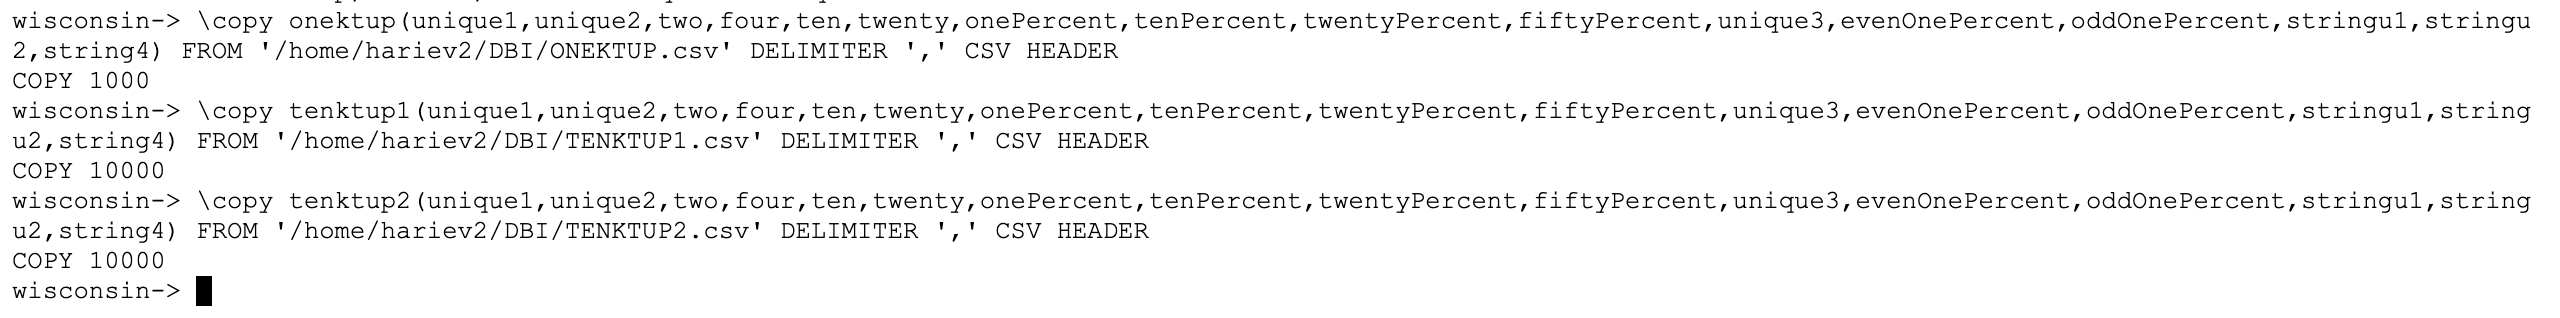 wisconsin-> \copy onektup(unique1,unique2,two,four,ten,twenty,onePercent,tenPercent,twentyPercent,fiftyPercent,unique3,evenOnePercent,oddOnePercent,stringu1,stringu
2,string4) FROM '/home/hariev2/DBI/ONEKTUP.csv' DELIMITER ',' CSV HEADER
COPY 1000
wisconsin-> \copy tenktup1(unique1,unique2,two,four,ten,twenty,onePercent,tenPercent,twentyPercent,fiftyPercent,unique3,evenOnePercent,oddOnePercent,stringu1,string
u2,string4) FROM '/home/hariev2/DBI/TENKTUP1.csv' DELIMITER ',' CSV HEADER
COPY 10000
wisconsin-> \copy tenktup2(unique1,unique2,two,four,ten,twenty,onePercent,tenPercent,twentyPercent,fiftyPercent,unique3,evenOnePercent,oddOnePercent,stringu1,string
u2,string4) FROM '/home/hariev2/DBI/TENKTUP2.csv' DELIMITER ',' CSV HEADER
COPY 10000
wisconsin->